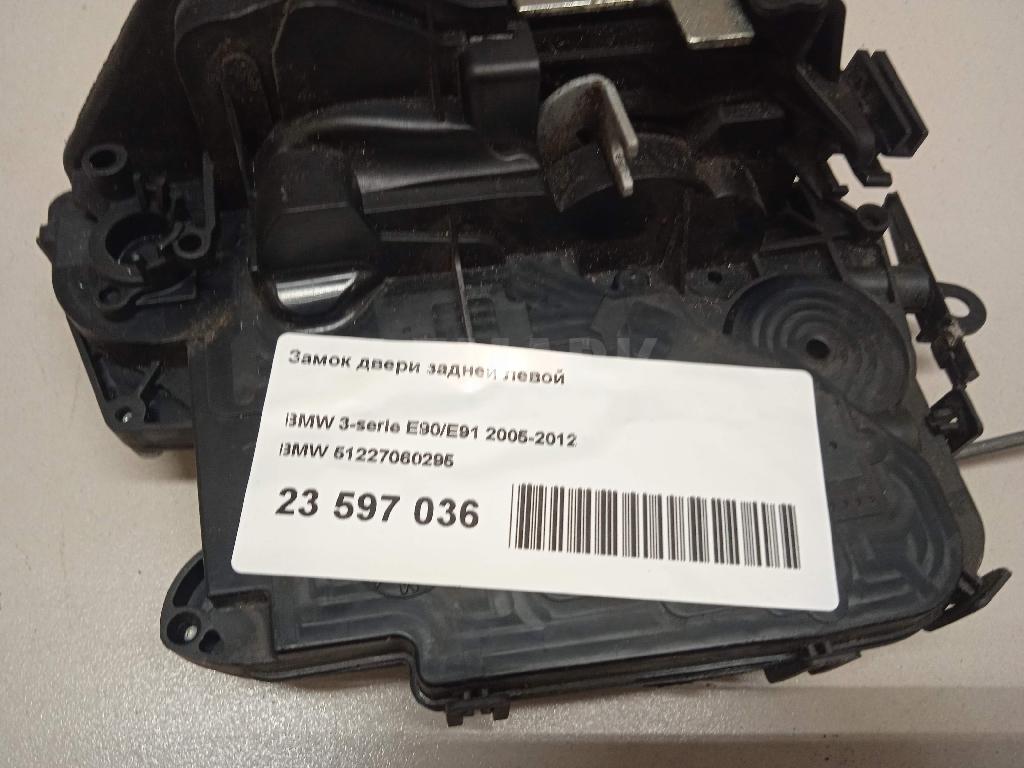 Замок двери задней левой
BMW 3-serie E90/E91 2005-2012
BMW 51227060295
23 597 036